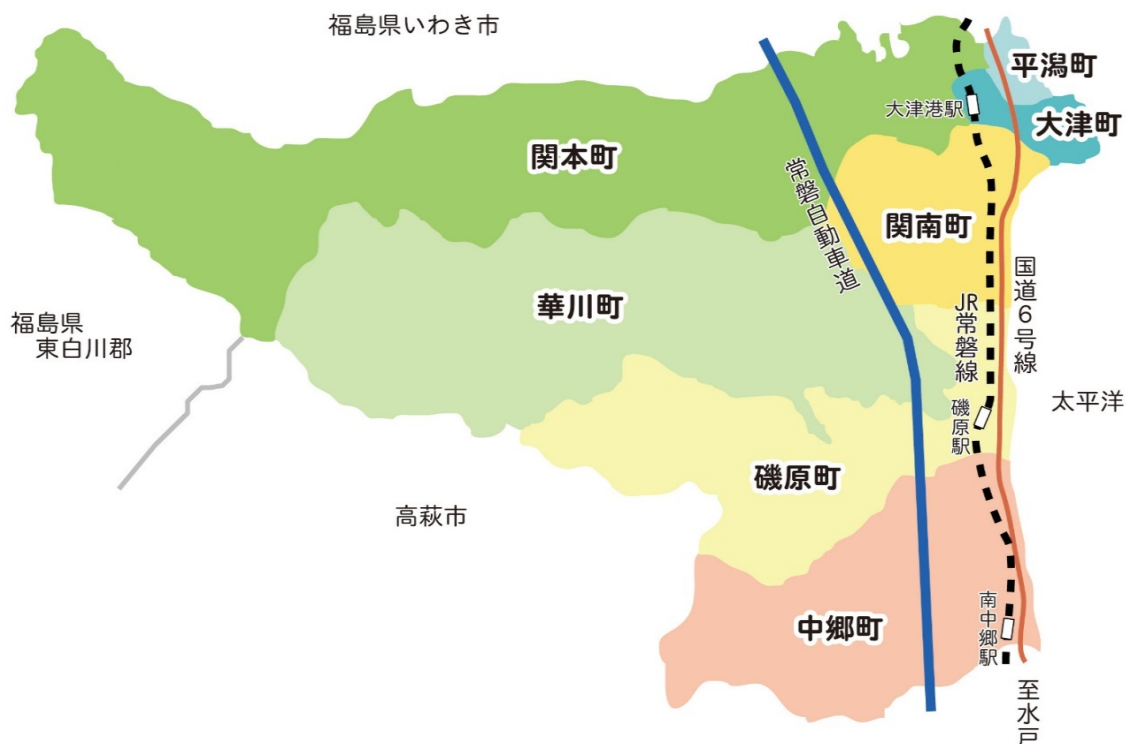 福島県いわき市
平潟町
大津港駅
大津町
関本町
常磐自動車道
関南町
華川町
国道6号線
JR常磐線
福島県
東白川郡
太平洋
磯原駅
磯原町
高萩市
南中郷駅
中郷町
至水戸